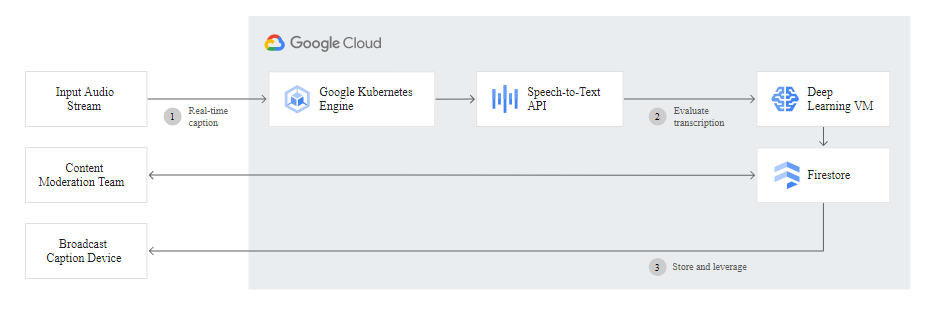 Google Cloud
Input Audio
Stream
1
Real-time
caption
Google Kubernetes
Engine
Speech-to-Text
API
2
Evaluate
transcription
Deep
Learning VM
Content
Moderation Team
Firestore
Broadcast
Caption Device
3 Store and leverage